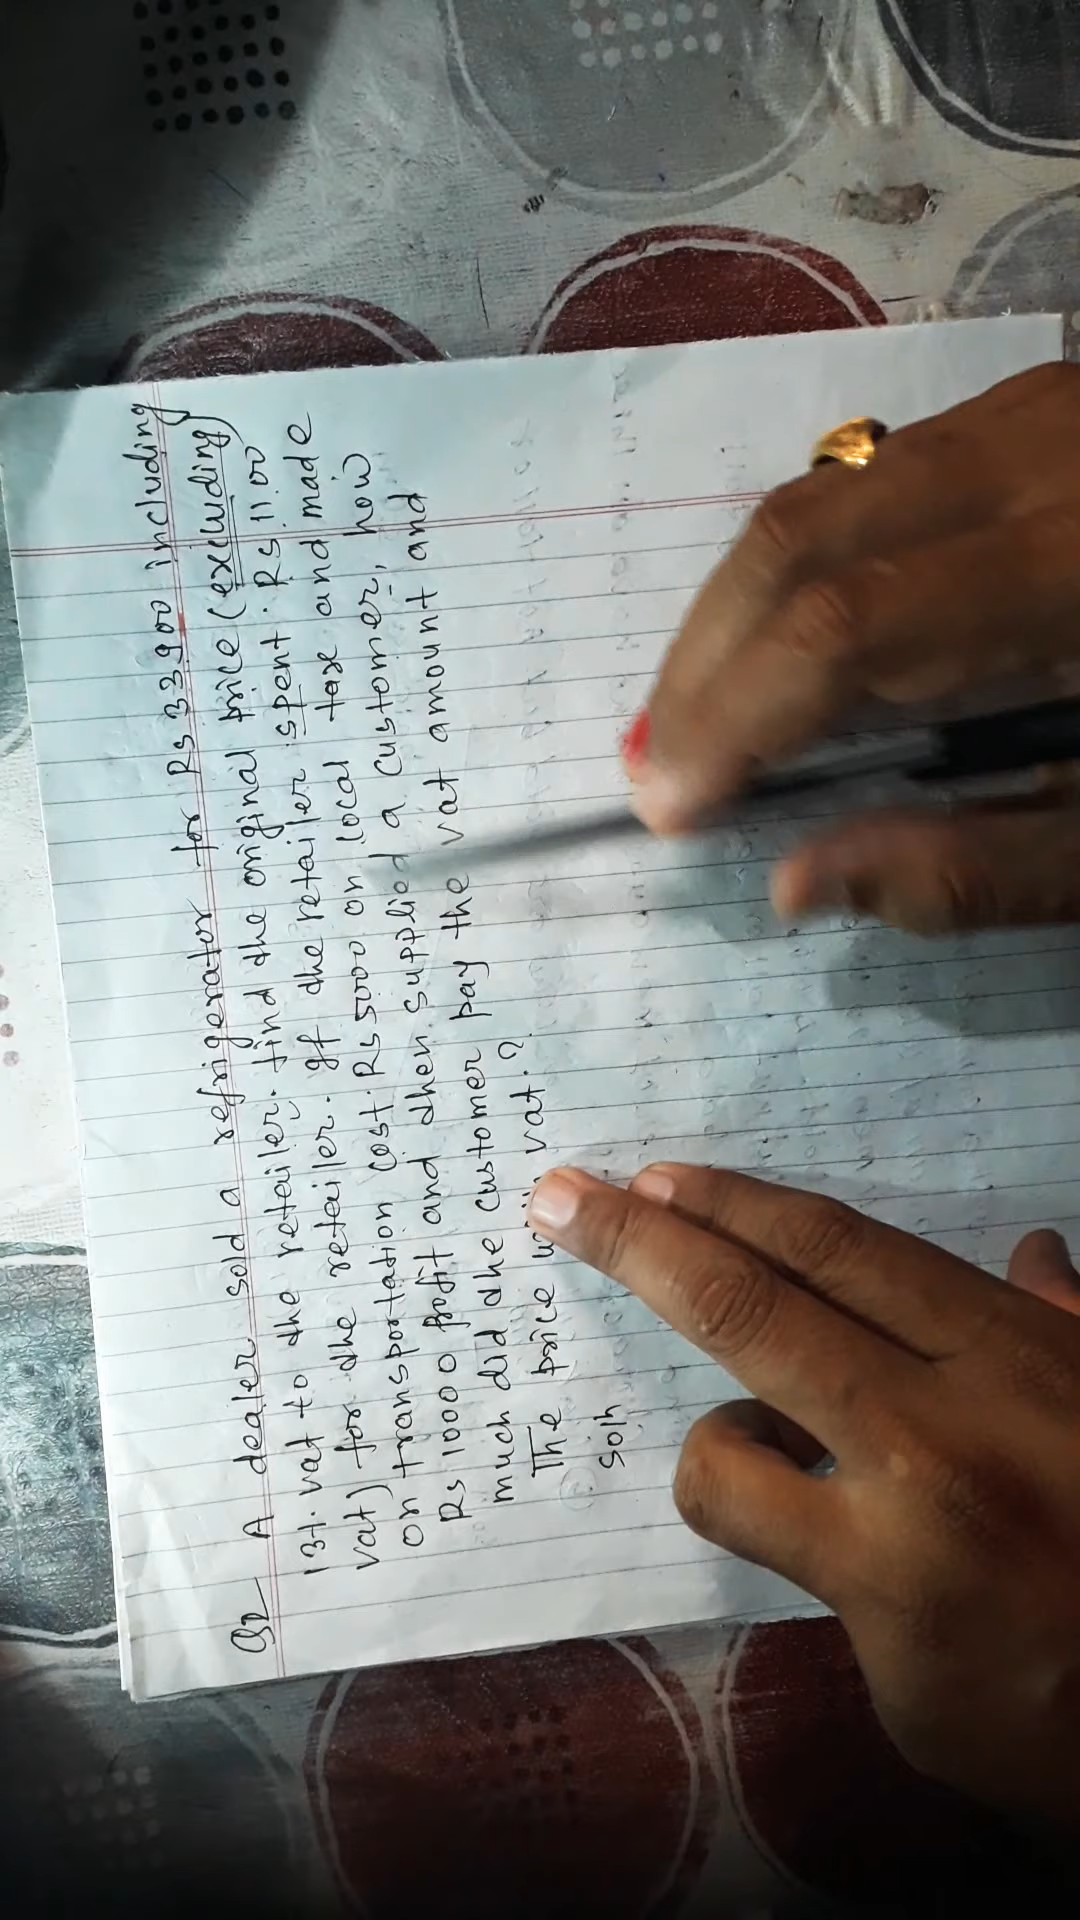 Q2 A dealer sold a refrigerator for Rs 33900 including
13%. vat to the retailer. find the original price (excluding
vat) for the retailer. If the retailer spent. Rs 1100
on transportation cost. Rs 5000 on local tax and made
Rs 10000 profit and then supplied a customer, how
much did the customer pay the vat amount and
The price vat.?
Soln